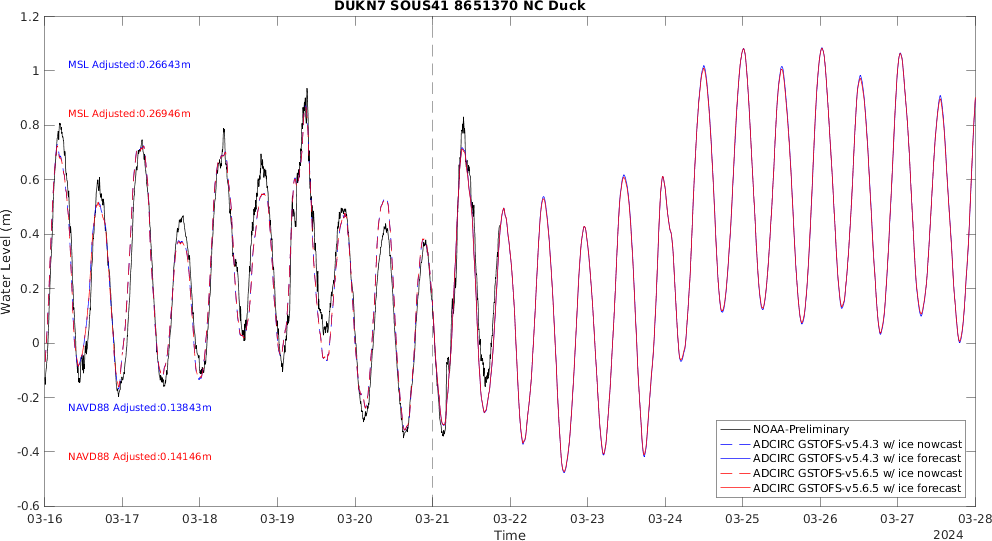 DUKN7 SOUS41 8651370 NC Duck
1.2
1
0.8
0.6
0.4
0.2
0
-0.2
-0.4
-0.6
Water Level (m)
MSL Adjusted:0.26643m
MSL Adjusted:0.26946m
NAVD88 Adjusted:0.13843m
NAVD88 Adjusted:0.14146m
NOAA-Preliminary
ADCIRC GSTOFS-v5.4.3 w/ ice nowcast
ADCIRC GSTOFS-v5.4.3 w/ ice forecast
ADCIRC GSTOFS-v5.6.5 w/ ice nowcast
ADCIRC GSTOFS-v5.6.5 w/ ice forecast
03-16 03-17 03-18 03-19 03-20 03-21 03-22 03-23 03-24 03-25 03-26 03-27 03-28
Time
2024